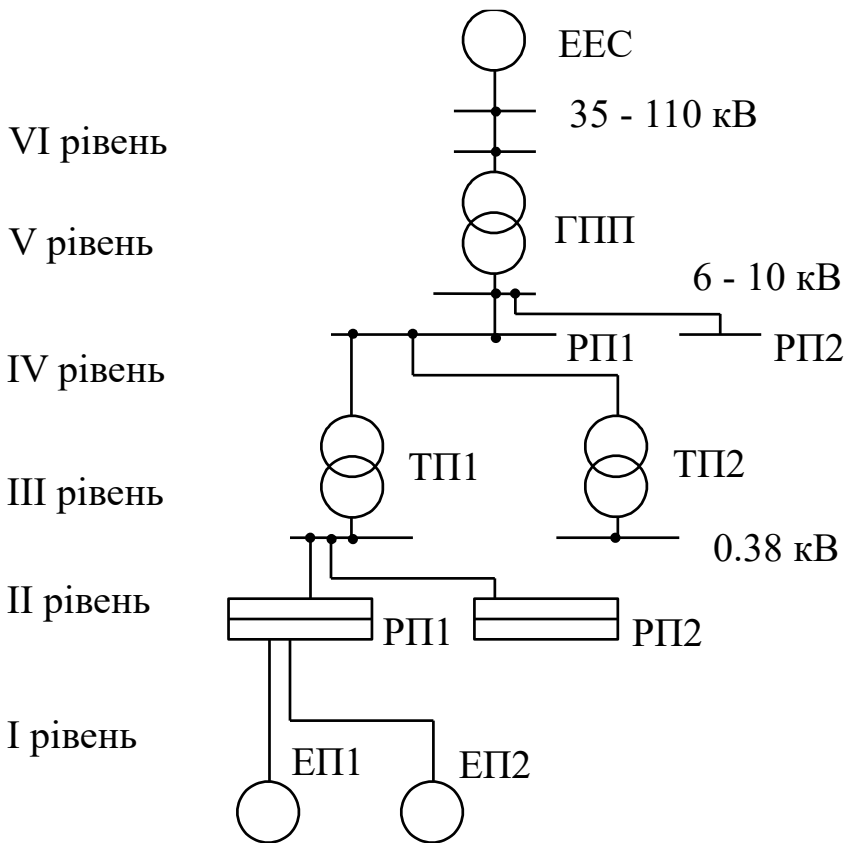 ЕЕС
35 - 110 кВ
VI рівень
ГПП
V рівень
6 - 10 кВ
РП1
РП2
IV рівень
ТП1
ТП2
III рівень
0.38 кВ
II рівень
РП1
РП2
I рівень
ЕП1
ЕП2